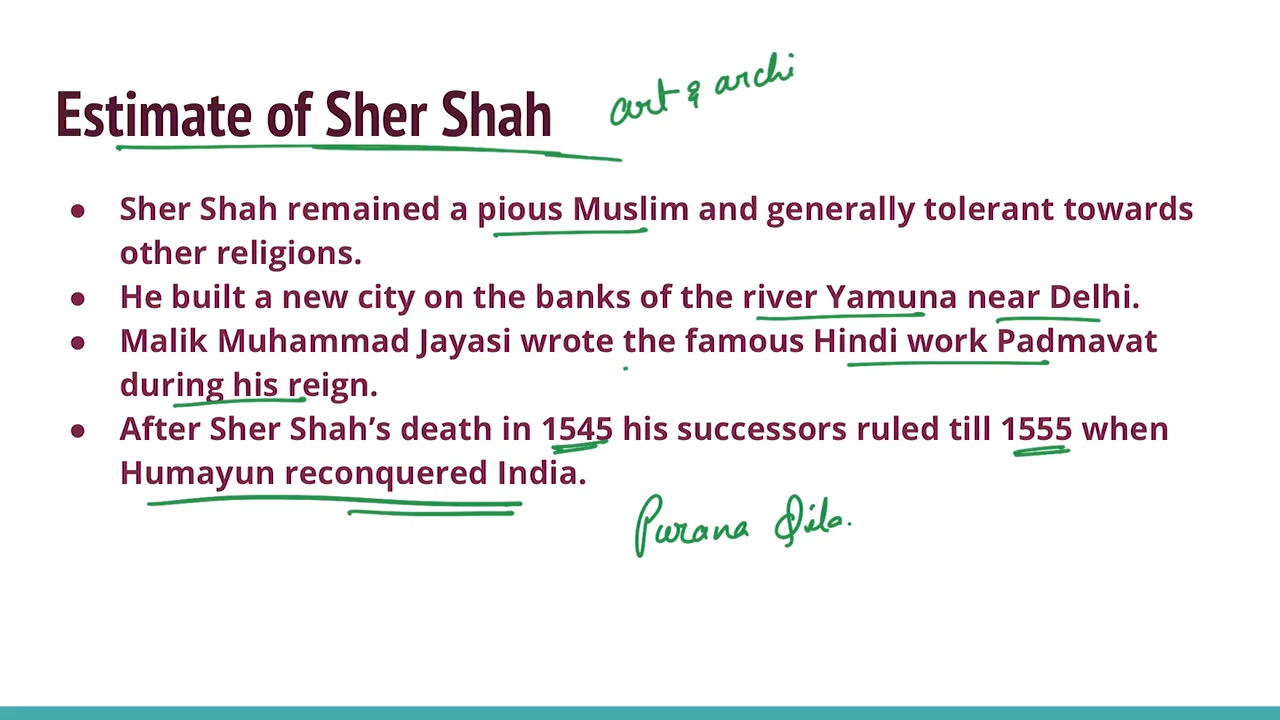 art & archi
Estimate of Sher Shah
● Sher Shah remained a pious Muslim and generally tolerant towards
other religions.
● He built a new city on the banks of the river Yamuna near Delhi.
● Malik Muhammad Jayasi wrote the famous Hindi work Padmavat
during his reign.
● After Sher Shah's death in 1545 his successors ruled till 1555 when
Humayun reconquered India.
Purana Qila.